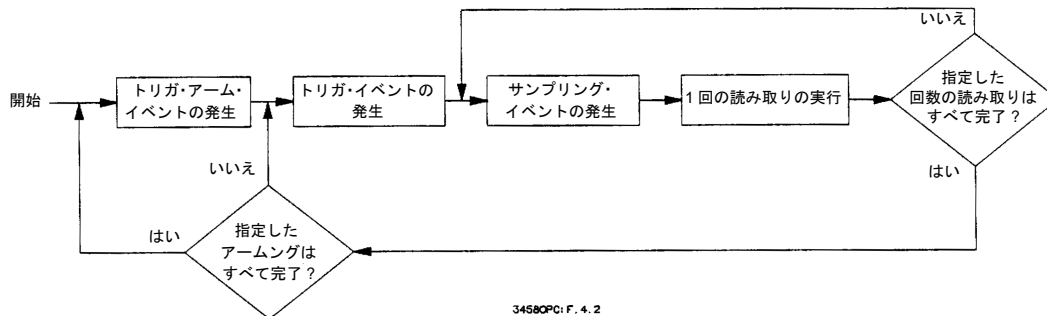 いいえ
開始
トリガ・アーム・
イベントの発生
トリガ・イベントの
発生
サンプリング・
イベントの発生
1回の読み取りの実行
指定した
回数の読み取りは
すべて完了？
いいえ
はい
はい
指定した
アームングは
すべて完了？
34580PC:F.4.2